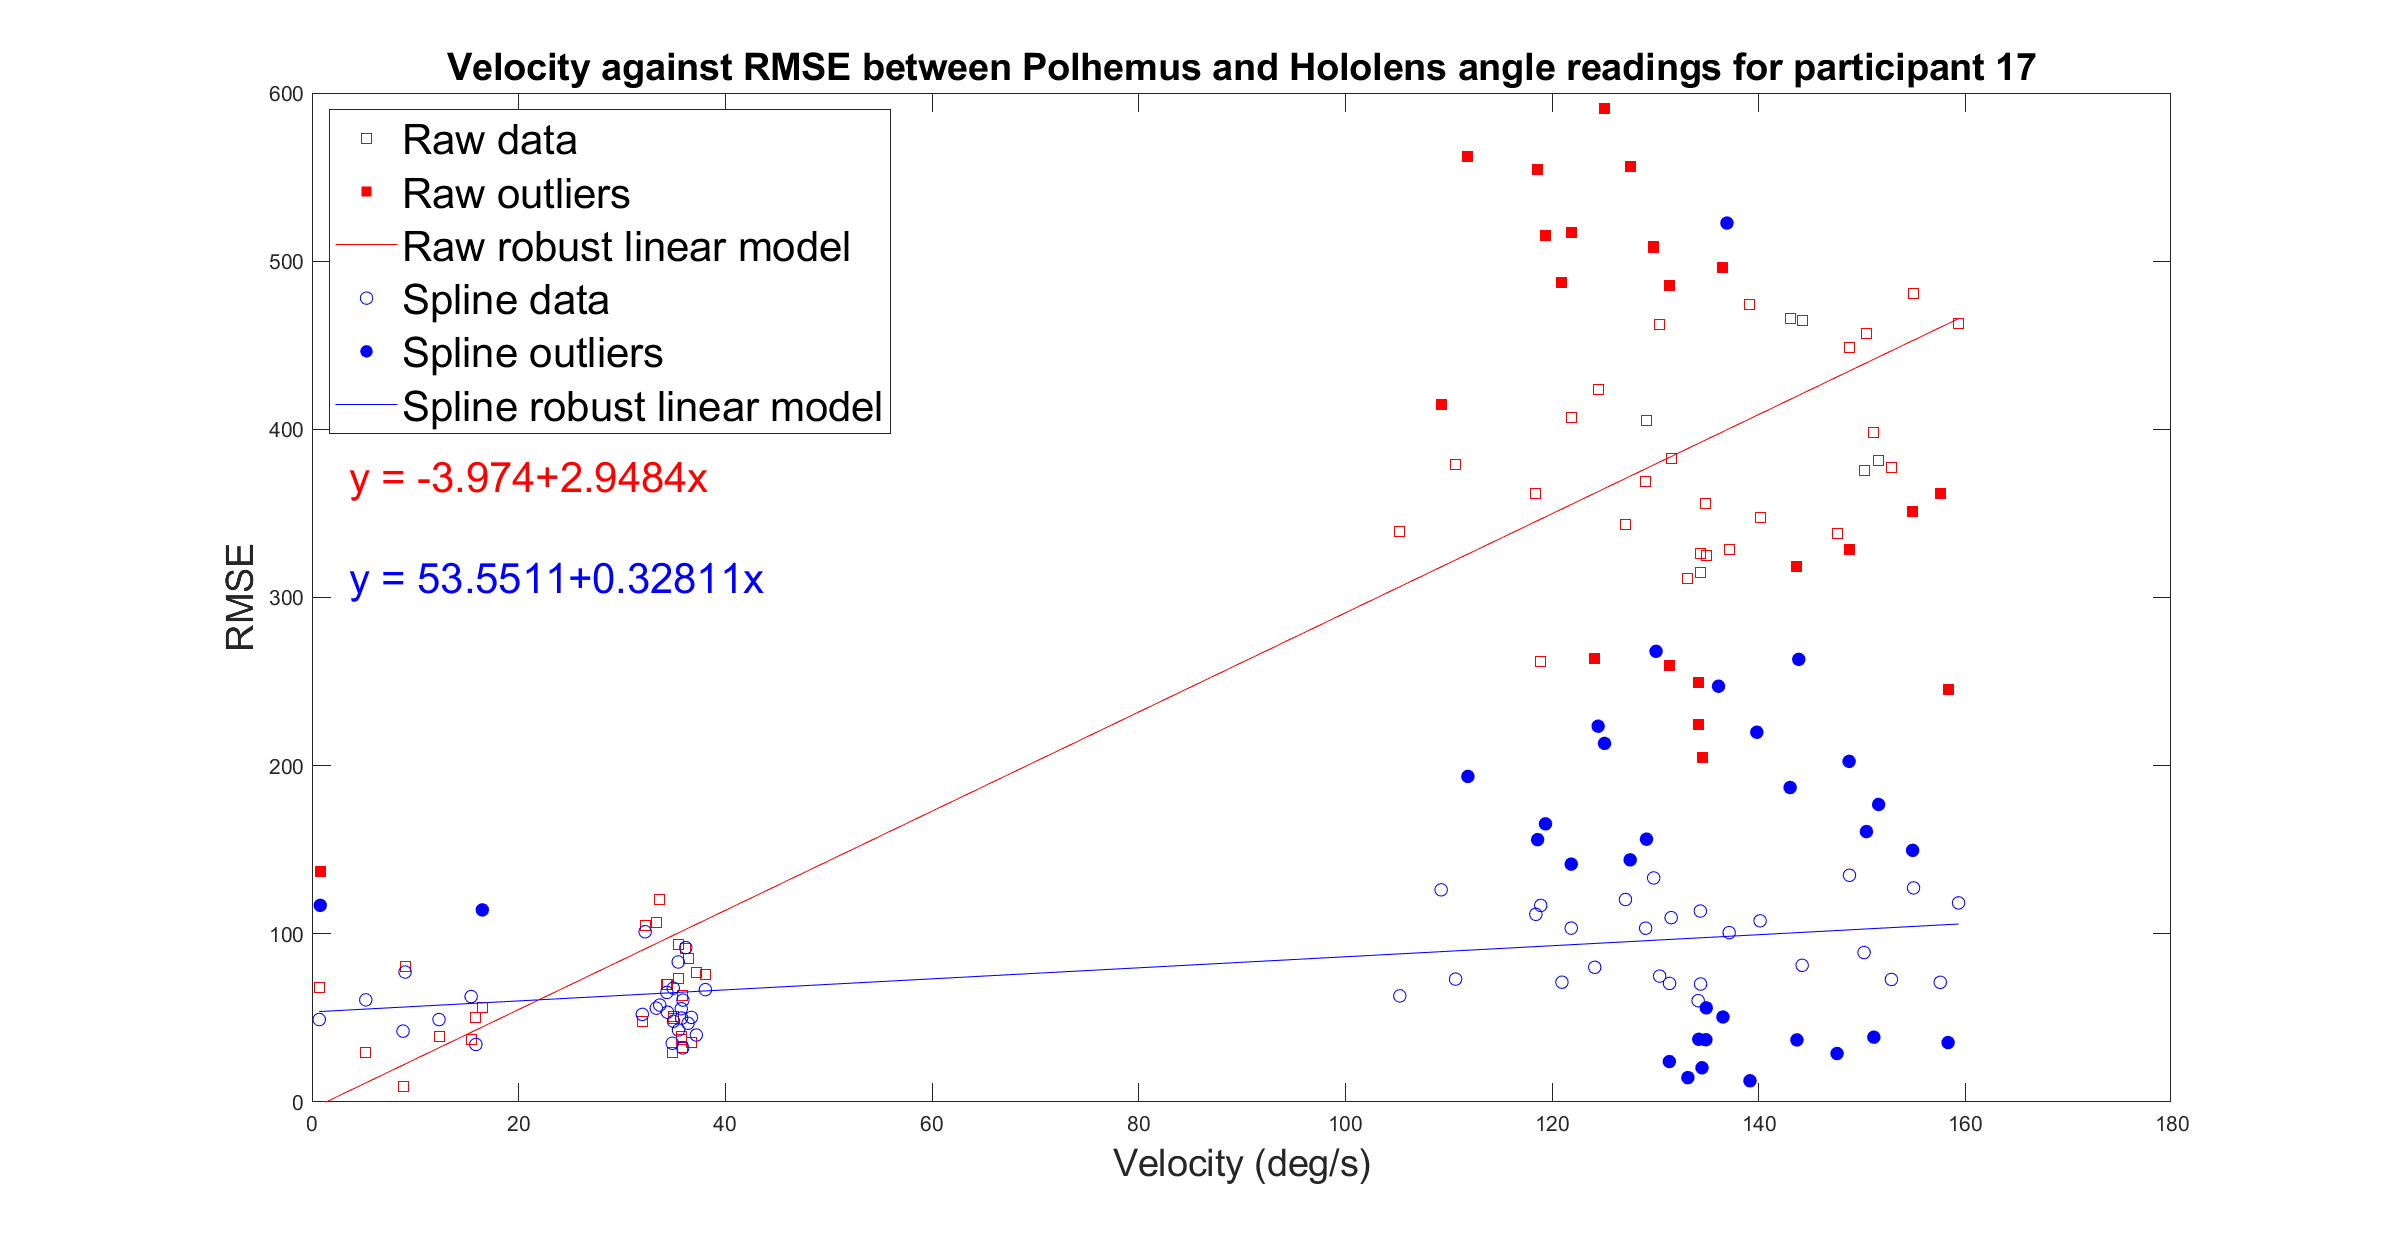 Velocity against RMSE between Polhemus and Hololens angle readings for participant 17
600
500
400
300
200
100
0
RMSE
Raw data
Raw outliers
Raw robust linear model
Spline data
Spline outliers
Spline robust linear model
y = -3.974+2.9484x
y = 53.5511+0.32811x
0 20 40 60 80 100 120 140 160 180
Velocity (deg/s)